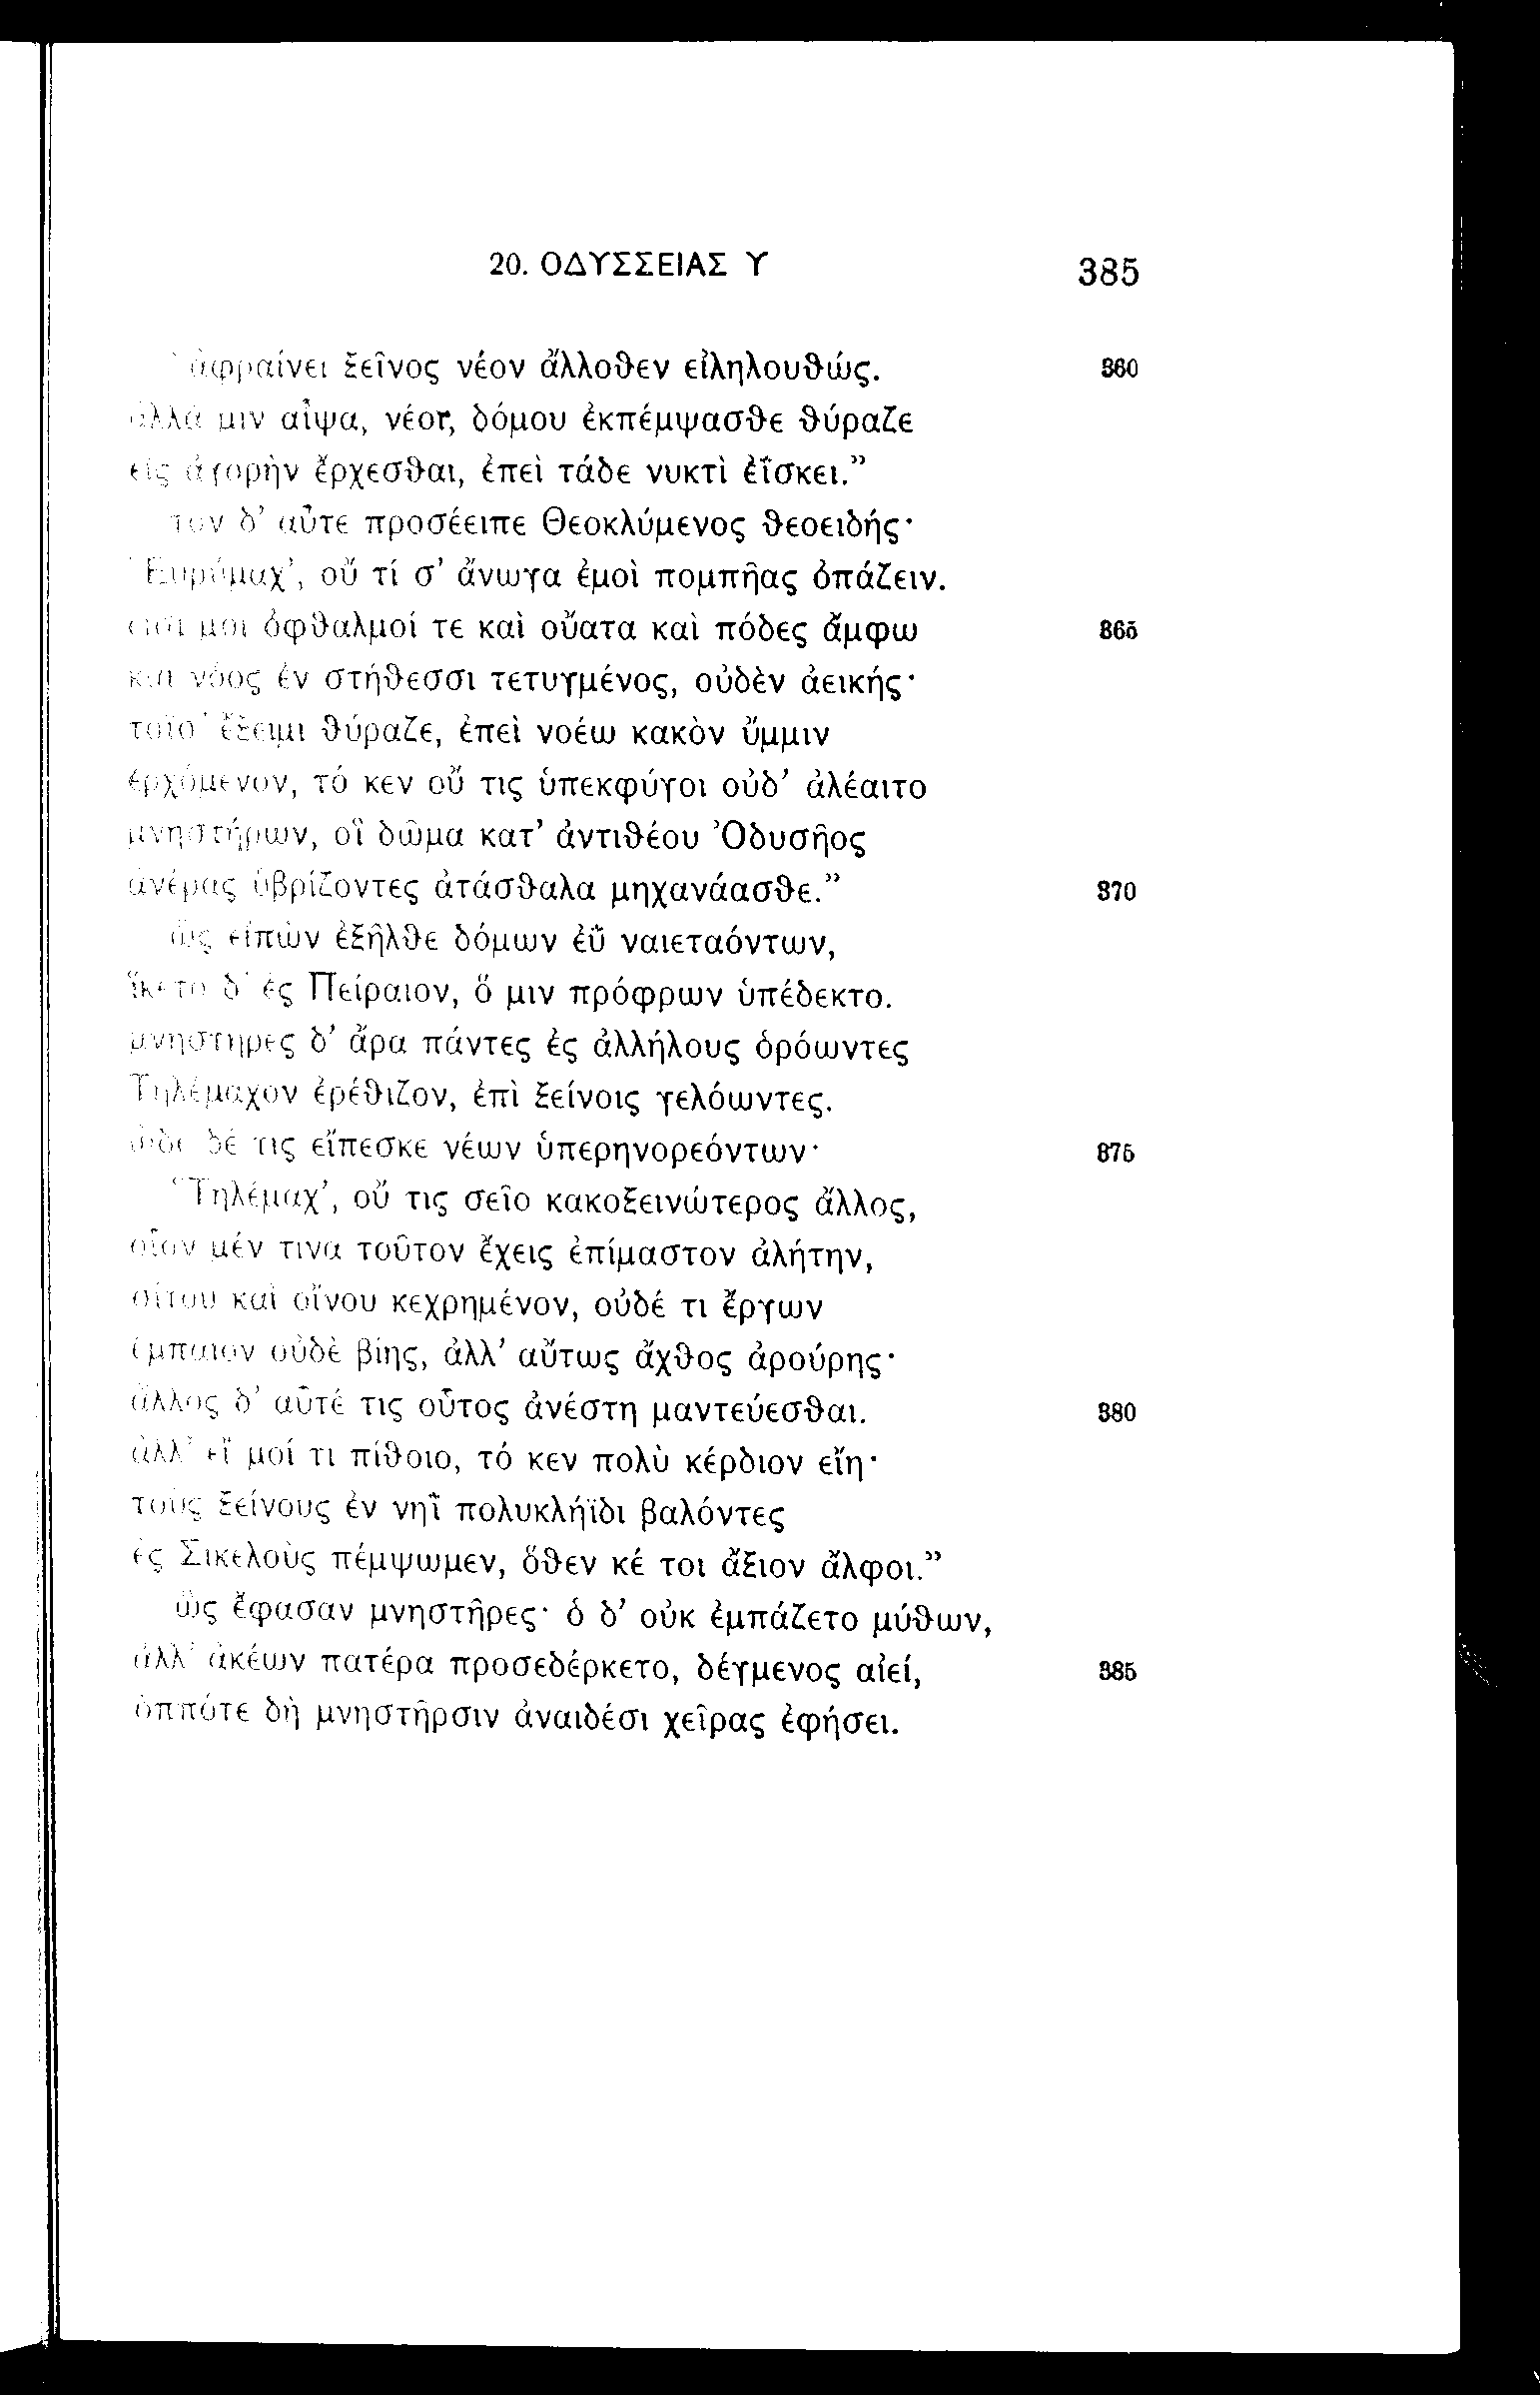 20. ΟΔΥΣΣΕΙΑΣ Υ 385
"ἀφραίνει ξεῖνος νέον ἄλλοθεν εἰληλουθώς. 360
ἀλλά μιν αἶψα, νέοι, δόμου ἐκπέμψασθε θύραζε
εἰς ἀγορὴν ἔρχεσθαι, ἐπεὶ τάδε νυκτὶ ἐΐσκει."
τὸν δ' αὖτε προσέειπε Θεοκλύμενος θεοειδής·
"Εὐρύμαχ', οὔ τί σ' ἄνωγα ἐμοὶ πομπῆας ὀπάζειν.
εἰσί μοι ὀφθαλμοί τε καὶ οὔατα καὶ πόδες ἄμφω 365
καὶ νόος ἐν στήθεσσι τετυγμένος, οὐδὲν ἀεικής·
τοῖσ' ἔξειμι θύραζε, ἐπεὶ νοέω κακὸν ὔμμιν
ἐρχόμενον, τό κεν οὔ τις ὑπεκφύγοι οὐδ' ἀλέαιτο
μνηστήρων, οἳ δῶμα κατ' ἀντιθέου Ὀδυσῆος
ἀνέρας ὑβρίζοντες ἀτάσθαλα μηχανάασθε." 370
ὣς εἰπὼν ἐξῆλθε δόμων ἐῢ ναιεταόντων,
ἵκετο δ' ἐς Πείραιον, ὅ μιν πρόφρων ὑπέδεκτο.
μνηστῆρες δ' ἄρα πάντες ἐς ἀλλήλους ὁρόωντες
Τηλέμαχον ἐρέθιζον, ἐπὶ ξείνοις γελόωντες.
ὧδε δέ τις εἴπεσκε νέων ὑπερηνορεόντων· 375
"Τηλέμαχ', οὔ τις σεῖο κακοξεινώτερος ἄλλος,
οἷον μέν τινα τοῦτον ἔχεις ἐπίμαστον ἀλήτην,
σίτου καὶ οἴνου κεχρημένον, οὐδέ τι ἔργων
ἔμπαιον οὐδὲ βίης, ἀλλ' αὔτως ἄχθος ἀρούρης·
ἄλλος δ' αὖτέ τις οὗτος ἀνέστη μαντεύεσθαι. 380
ἀλλ' εἴ μοί τι πίθοιο, τό κεν πολὺ κέρδιον εἴη·
τοὺς ξείνους ἐν νηῒ πολυκλήϊδι βαλόντες
ἐς Σικελοὺς πέμψωμεν, ὅθεν κέ τοι ἄξιον ἄλφοι."
ὣς ἔφασαν μνηστῆρες· ὁ δ' οὐκ ἐμπάζετο μύθων,
ἀλλ' ἀκέων πατέρα προσεδέρκετο, δέγμενος αἰεί, 385
ὁππότε δὴ μνηστῆρσιν ἀναιδέσι χεῖρας ἐφήσει.